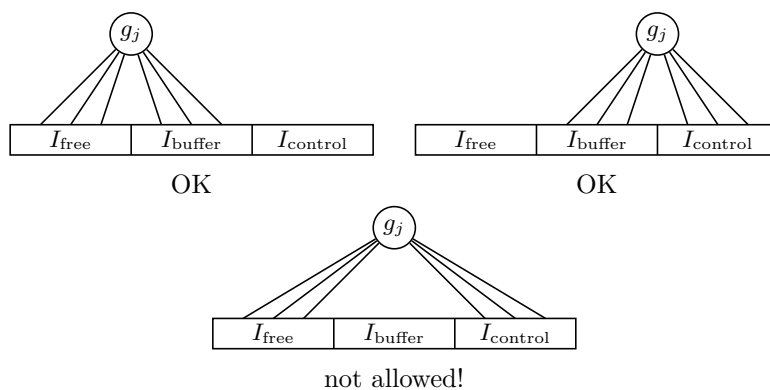 g_j g_j
I_free I_buffer I_control I_free I_buffer I_control
OK OK
g_j
I_free I_buffer I_control
not allowed!